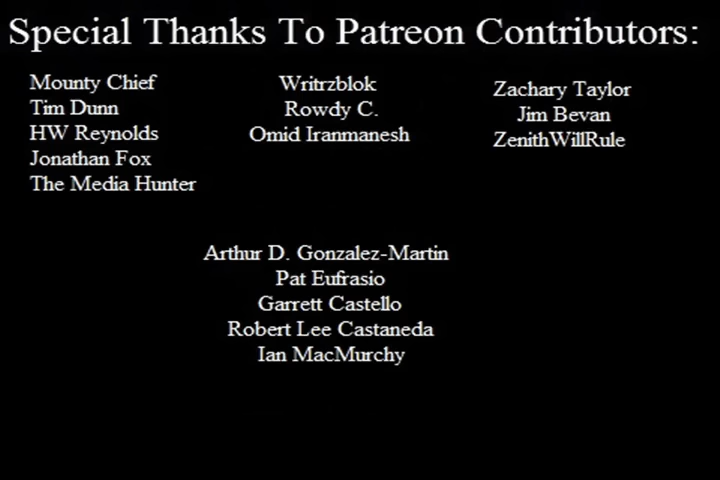 Special Thanks To Patreon Contributors:
Mounty Chief
Tim Dunn
HW Reynolds
Jonathan Fox
The Media Hunter
Writrzblok
Rowdy C.
Omid Iranmanesh
Zachary Taylor
Jim Bevan
ZenithWillRule
Arthur D. Gonzalez-Martin
Pat Eufrasio
Garrett Castello
Robert Lee Castaneda
Ian MacMurchy